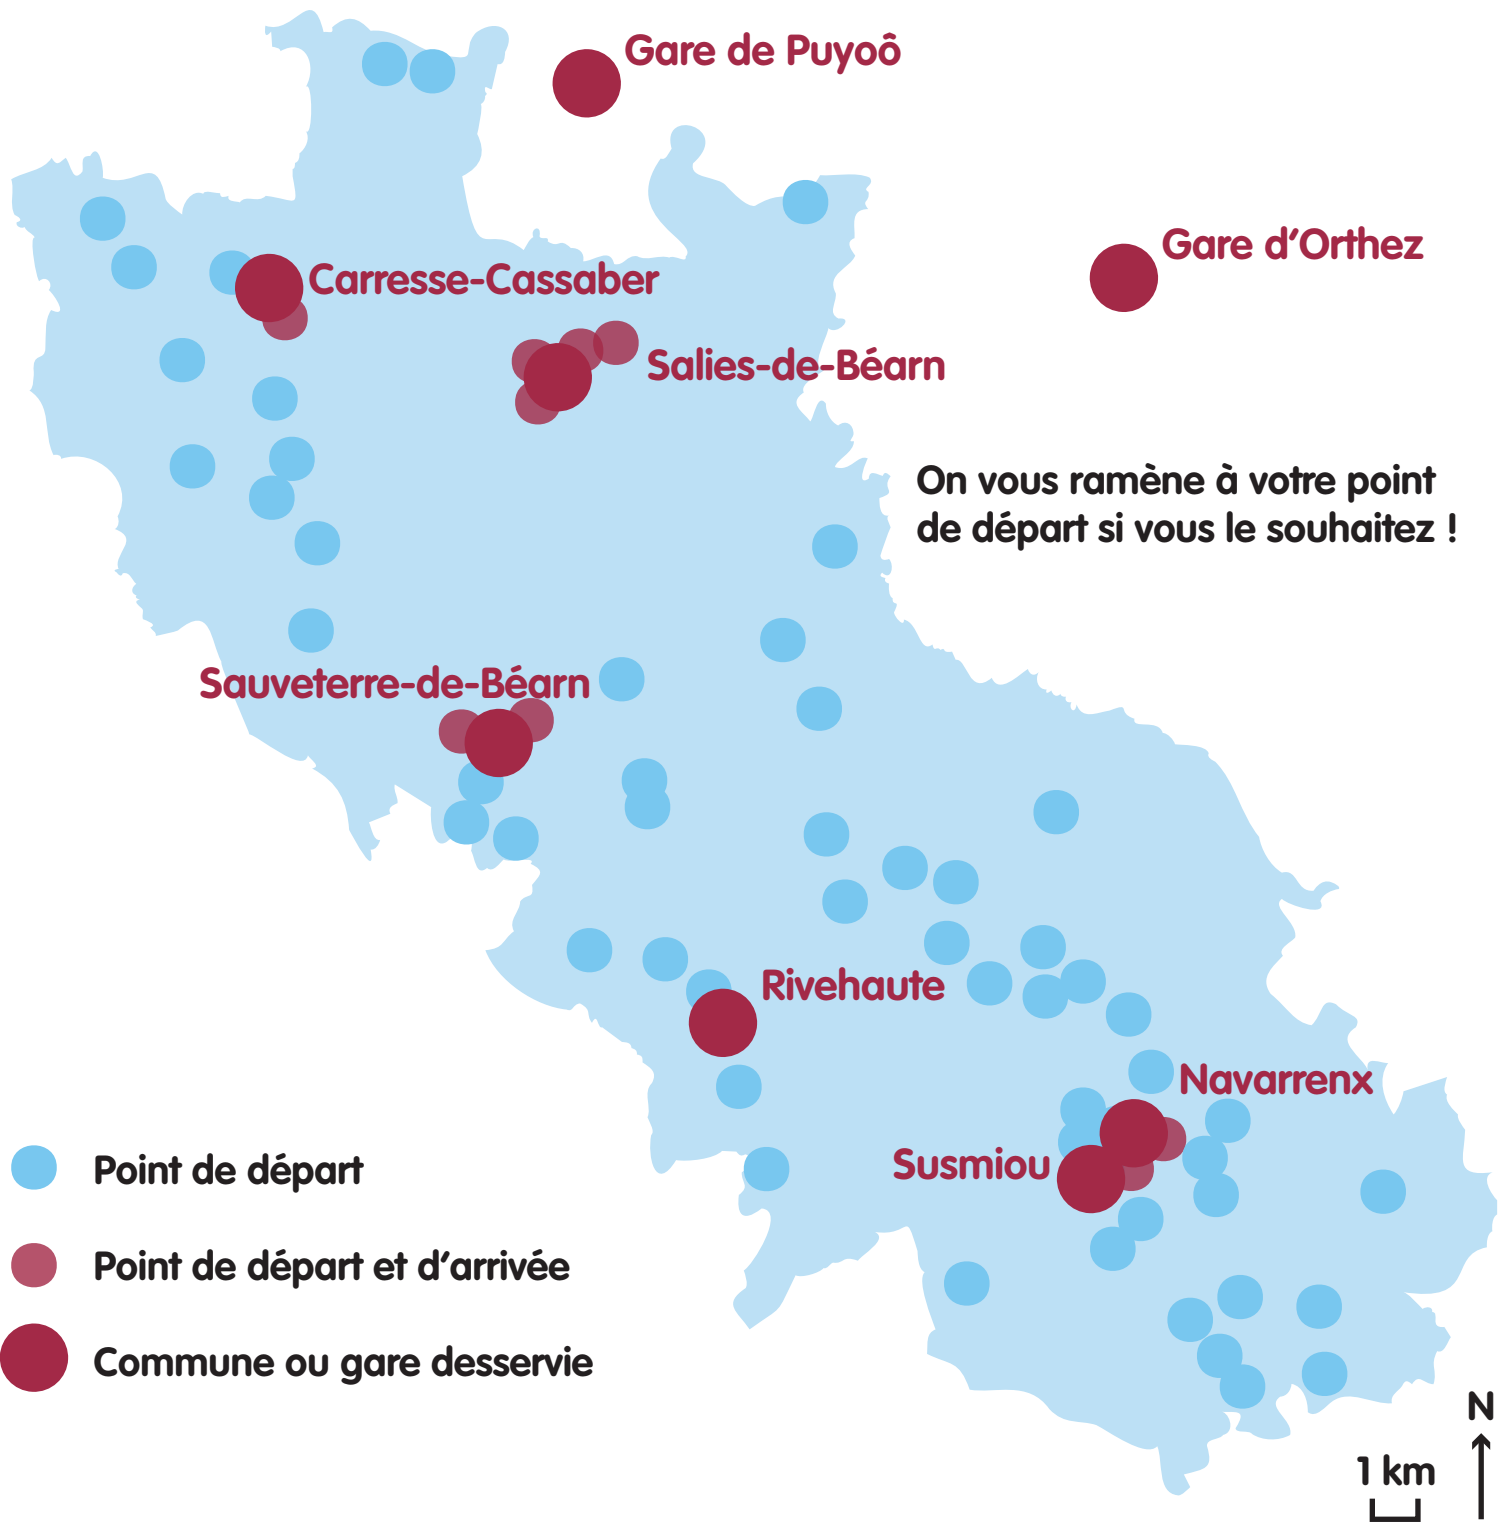 Gare de Puyoô
Gare d’Orthez
Carresse-Cassaber
Salies-de-Béarn
On vous ramène à votre point
de départ si vous le souhaitez !
Sauveterre-de-Béarn
Rivehaute
Navarrenx
Susmiou
Point de départ
Point de départ et d’arrivée
Commune ou gare desservie
N
1 km